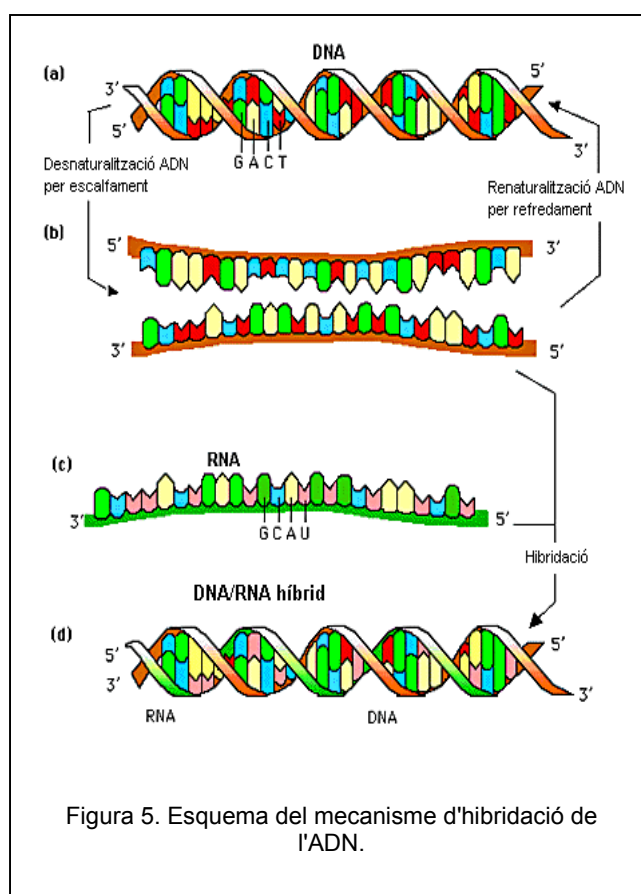 DNA
(a)
3'
5'
5'
3'
G A C T
Desnaturalització ADN
per escalfament
Renaturalització ADN
per refredament
(b)
5'
3'
3'
5'
(c)
RNA
3'
5'
G C A U
Hibridació
DNA/RNA híbrid
(d)
5'
5'
3'
3'
RNA
DNA
Figura 5. Esquema del mecanisme d'hibridació de
l'ADN.